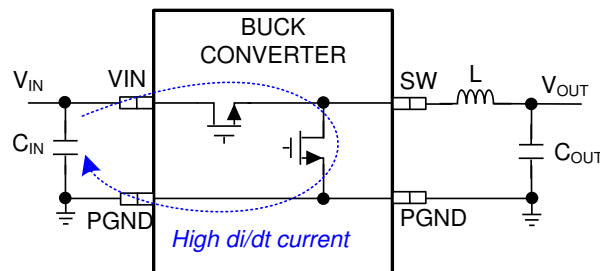 BUCK
CONVERTER
VIN
VIN
SW
L
VOUT
CIN
COUT
PGND
PGND
High di/dt current